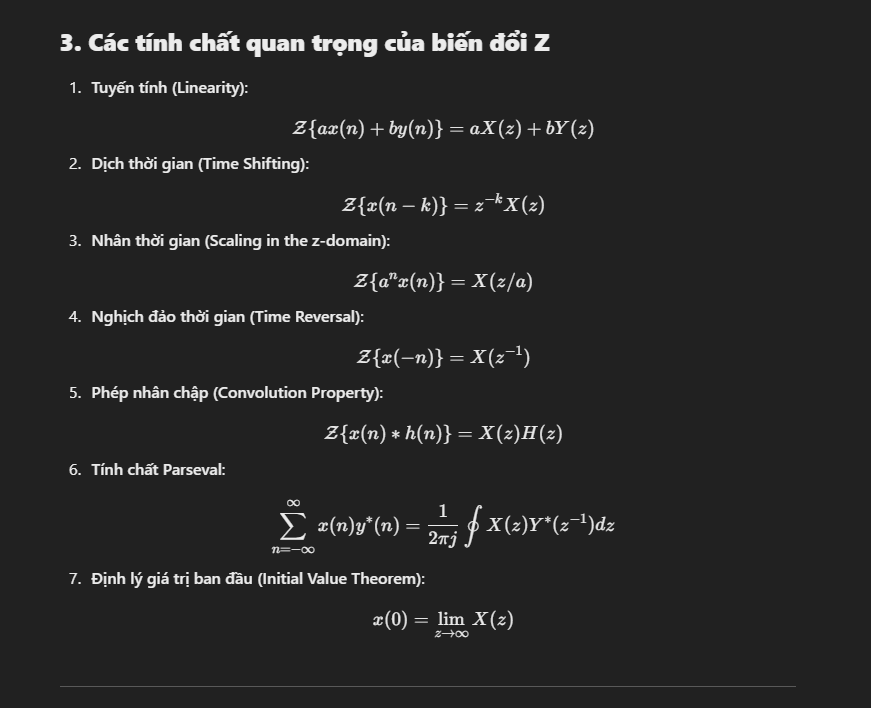 3. Các tính chất quan trọng của biến đổi Z
1. Tuyến tính (Linearity):
𝒵{ax(n) + by(n)} = aX(z) + bY(z)
2. Dịch thời gian (Time Shifting):
𝒵{x(n − k)} = z^{−k}X(z)
3. Nhân thời gian (Scaling in the z-domain):
𝒵{a^n x(n)} = X(z/a)
4. Nghịch đảo thời gian (Time Reversal):
𝒵{x(−n)} = X(z^{−1})
5. Phép nhân chập (Convolution Property):
𝒵{x(n) ∗ h(n)} = X(z)H(z)
6. Tính chất Parseval:
∑_{n=−∞}^{∞} x(n)y^*(n) = \frac{1}{2πj} ∮ X(z)Y^*(z^{−1})dz
7. Định lý giá trị ban đầu (Initial Value Theorem):
x(0) = lim_{z→∞} X(z)